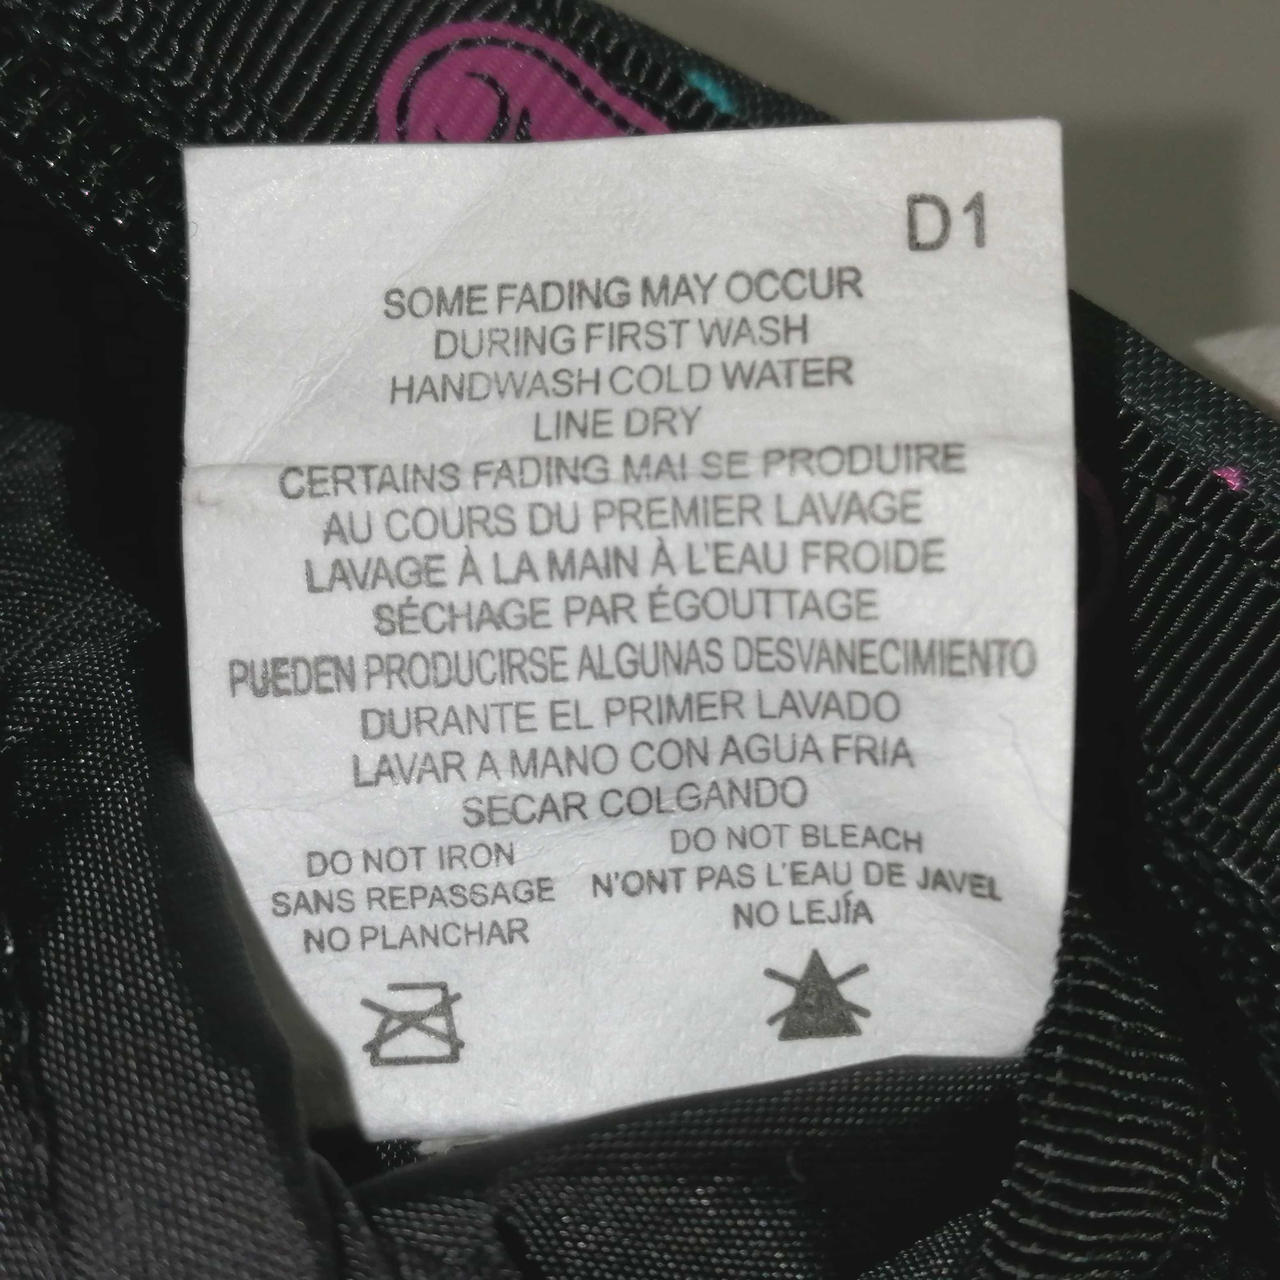 D1
SOME FADING MAY OCCUR
DURING FIRST WASH
HANDWASH COLD WATER
LINE DRY
CERTAINS FADING MAI SE PRODUIRE
AU COURS DU PREMIER LAVAGE
LAVAGE À LA MAIN À L'EAU FROIDE
SÉCHAGE PAR ÉGOUTTAGE
PUEDEN PRODUCIRSE ALGUNAS DESVANECIMIENTO
DURANTE EL PRIMER LAVADO
LAVAR A MANO CON AGUA FRIA
SECAR COLGANDO
DO NOT IRON
SANS REPASSAGE
NO PLANCHAR
DO NOT BLEACH
N'ONT PAS L'EAU DE JAVEL
NO LEJÍA